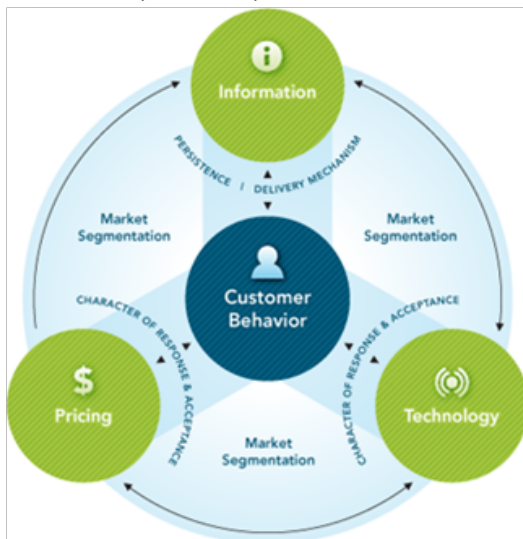 Information
PERSISTENCE | DELIVERY MECHANISM
Market
Segmentation
Market
Segmentation
Customer
Behavior
CHARACTER OF RESPONSE & ACCEPTANCE
CHARACTER OF RESPONSE & ACCEPTANCE
$
Pricing
Technology
Market
Segmentation